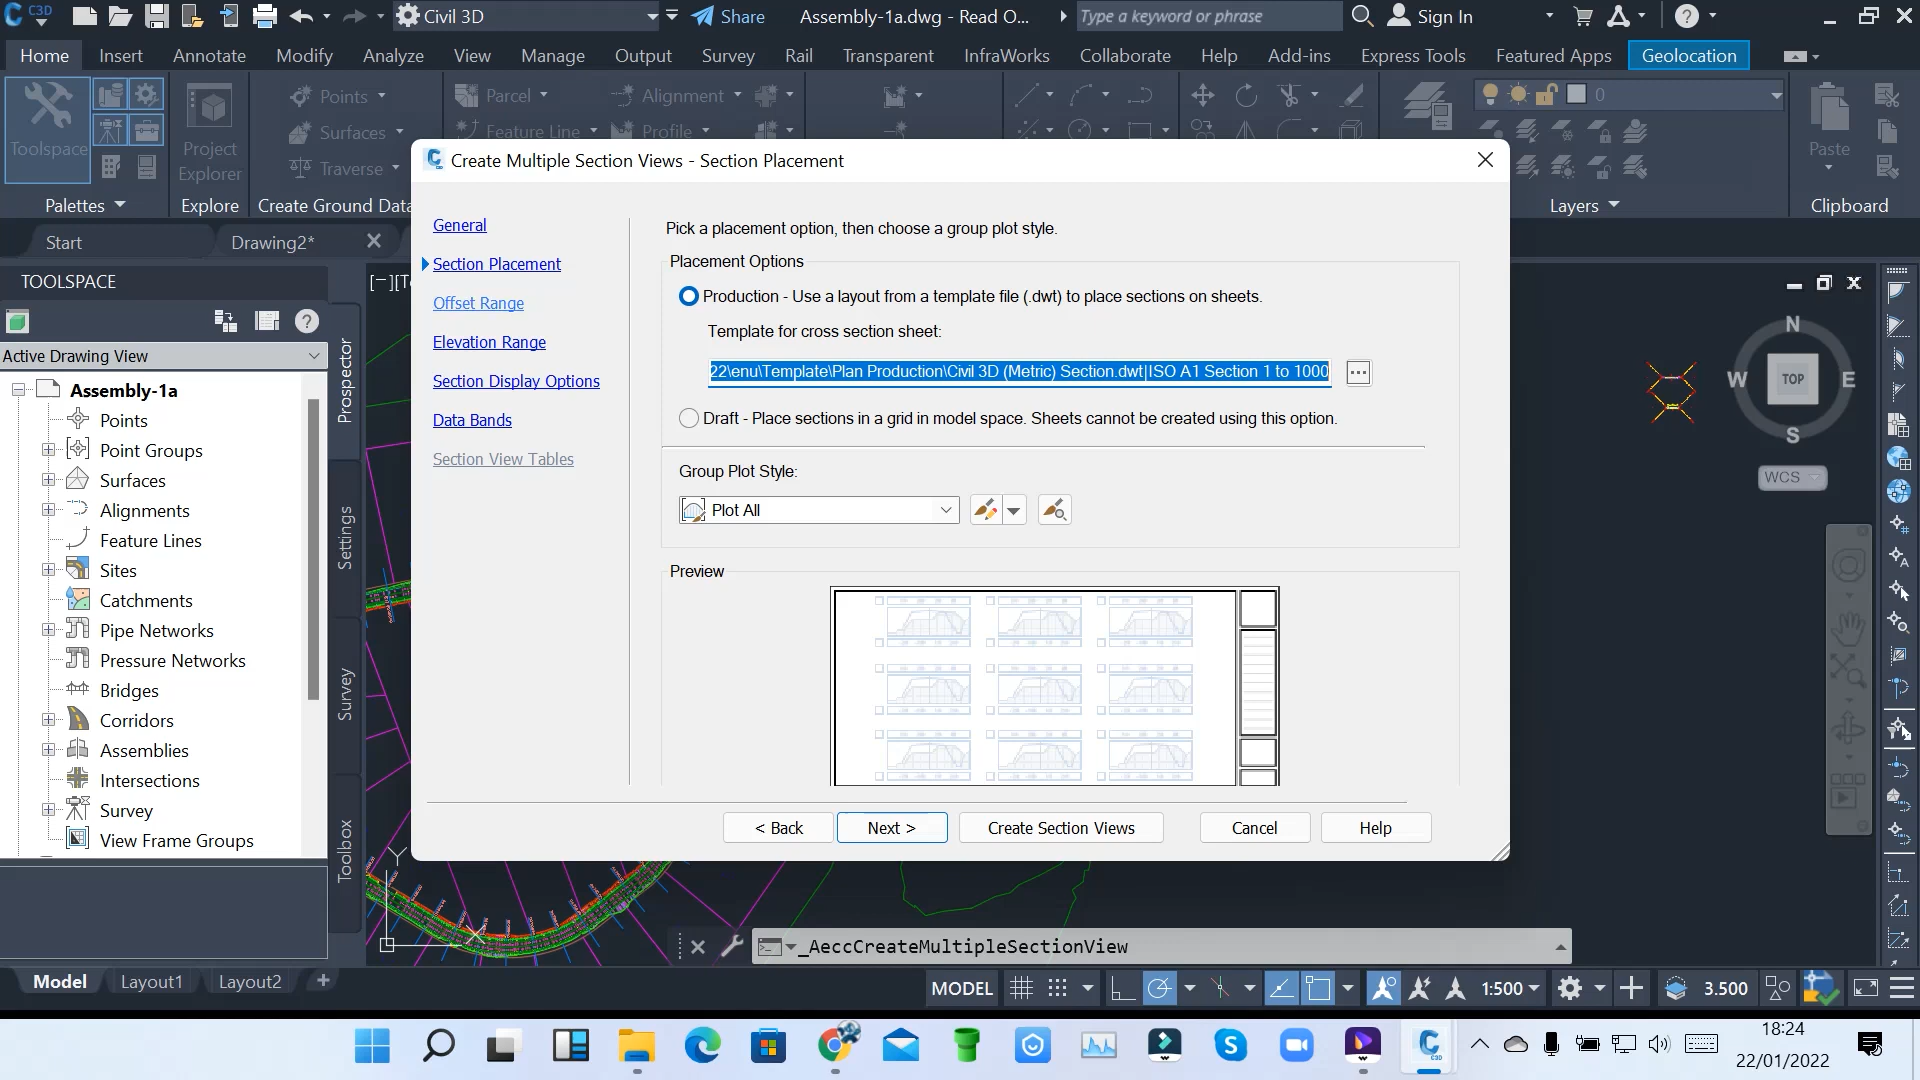 C3D
Civil 3D
Share
Assembly-1a.dwg - Read O...
Type a keyword or phrase
Sign In
Home
Insert
Annotate
Modify
Analyze
View
Manage
Output
Survey
Rail
Transparent
InfraWorks
Collaborate
Help
Add-ins
Express Tools
Featured Apps
Geolocation
Toolspace
Project
Explorer
Points
Surfaces
Traverse
Parcel
Feature Line
Alignment
Profile
0
Paste
Palettes
Explore
Create Ground Data
Layers
Clipboard
Start
Drawing2*
TOOLSPACE
Active Drawing View
Assembly-1a
Points
Point Groups
Surfaces
Alignments
Feature Lines
Sites
Catchments
Pipe Networks
Pressure Networks
Bridges
Corridors
Assemblies
Intersections
Survey
View Frame Groups
Prospector
Settings
Survey
Toolbox
[−][T
Create Multiple Section Views - Section Placement
General
Section Placement
Offset Range
Elevation Range
Section Display Options
Data Bands
Section View Tables
Pick a placement option, then choose a group plot style.
Placement Options
Production - Use a layout from a template file (.dwt) to place sections on sheets.
Template for cross section sheet:
22\enu\Template\Plan Production\Civil 3D (Metric) Section.dwt|ISO A1 Section 1 to 1000
...
Draft - Place sections in a grid in model space. Sheets cannot be created using this option.
Group Plot Style:
Plot All
Preview
< Back
Next >
Create Section Views
Cancel
Help
N
W
TOP
E
S
WCS
Y
X
_AeccCreateMultipleSectionView
Model
Layout1
Layout2
MODEL
1:500
3.500
18:24
22/01/2022